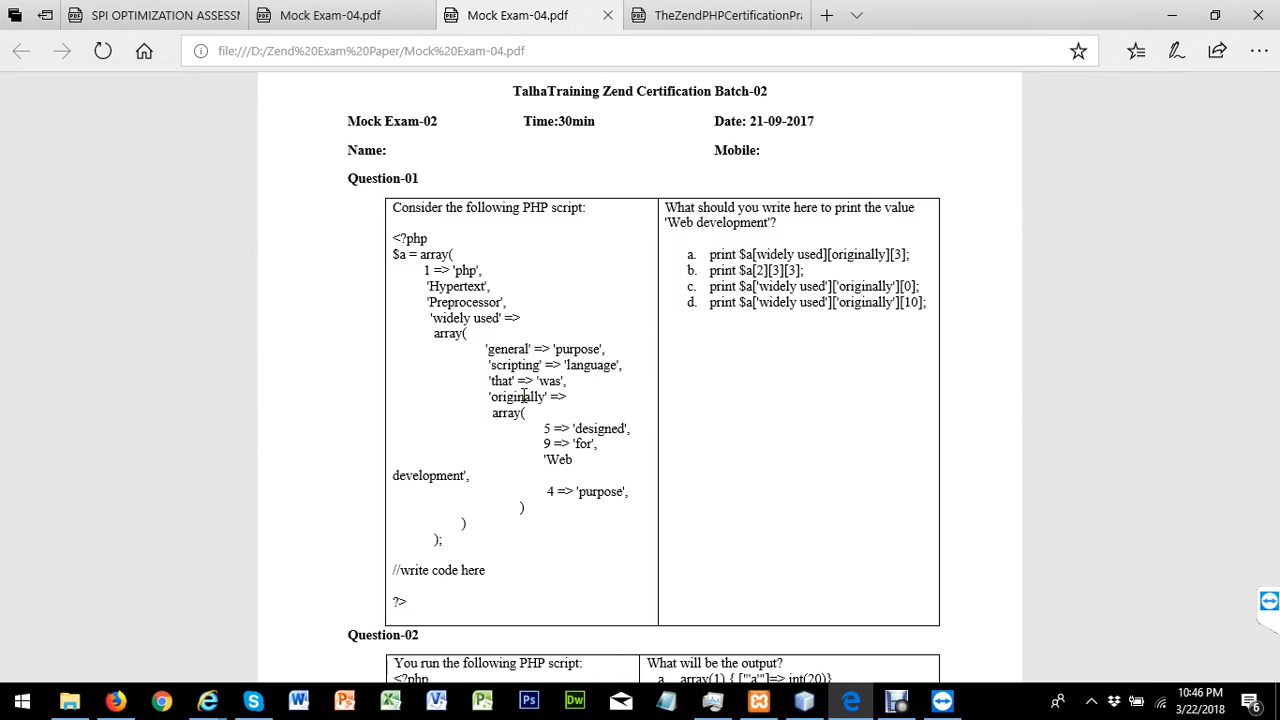 SPI OPTIMIZATION ASSESSI
Mock Exam-04.pdf
Mock Exam-04.pdf
TheZendPHPCertificationPra
file:///D:/Zend%20Exam%20Paper/Mock%20Exam-04.pdf
TalhaTraining Zend Certification Batch-02
Mock Exam-02 Time:30min Date: 21-09-2017
Name: Mobile:
Question-01
Consider the following PHP script:
<?php
$a = array(
1 => 'php',
'Hypertext',
'Preprocessor',
'widely used' =>
array(
'general' => 'purpose',
'scripting' => 'language',
'that' => 'was',
'originally' =>
array(
5 => 'designed',
9 => 'for',
'Web
development',
4 => 'purpose',
)
)
);
//write code here
?>
What should you write here to print the value
'Web development'?
a. print $a[widely used][originally][3];
b. print $a[2][3][3];
c. print $a['widely used']['originally'][0];
d. print $a['widely used']['originally'][10];
Question-02
You run the following PHP script:
<?php
What will be the output?
a. array(1) { ["'a'"]=> int(20)}
10:46 PM
3/22/2018
6